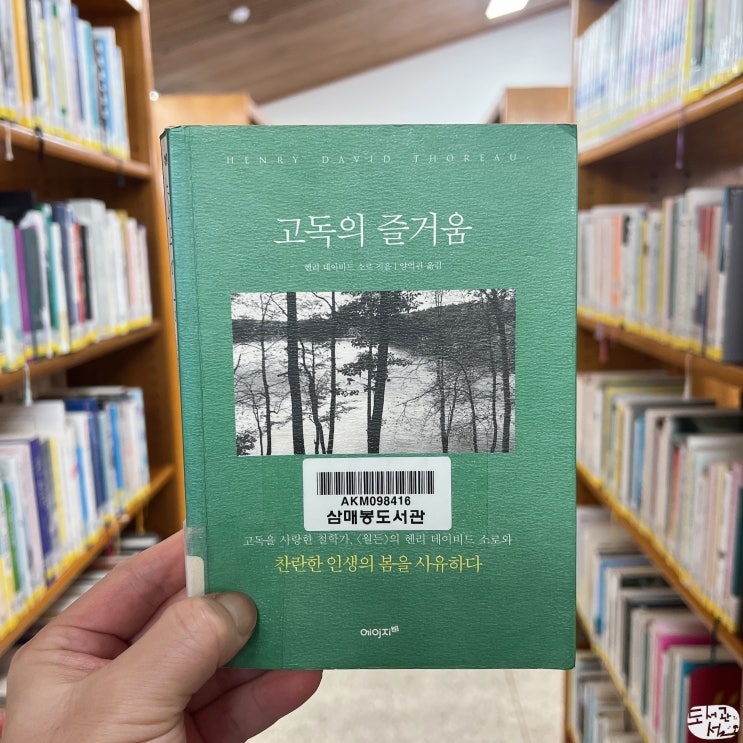 HENRY DAVID THOREAU
고독의 즐거움
헨리 데이비드 소로 지음 | 양억관 옮김
AKM098416
삼매봉도서관
고독을 사랑한 철학가, 〈월든〉의 헨리 데이비드 소로와
찬란한 인생의 봄을 사유하다
에이지
도서관